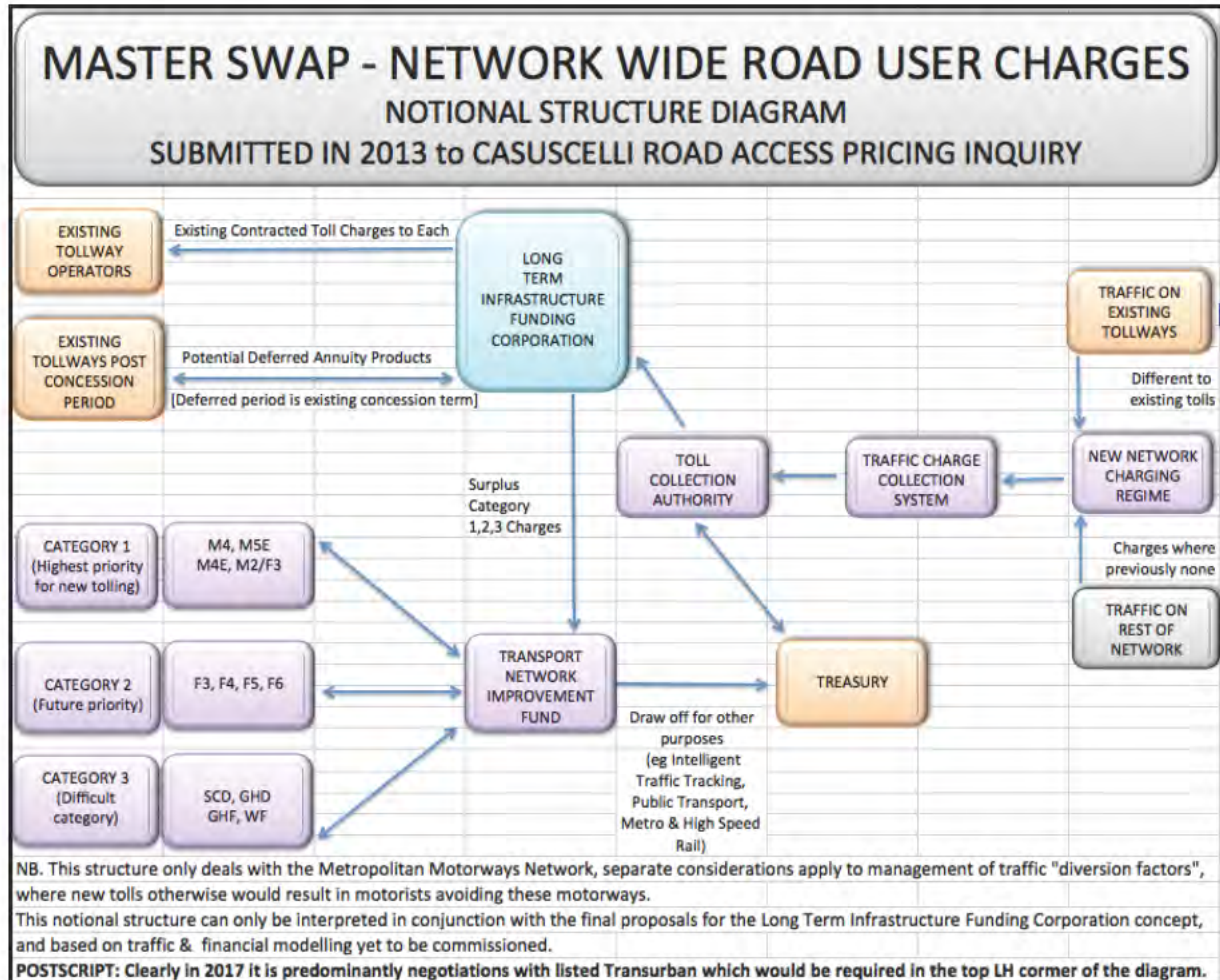 MASTER SWAP - NETWORK WIDE ROAD USER CHARGES
NOTIONAL STRUCTURE DIAGRAM
SUBMITTED IN 2013 to CASUSCELLI ROAD ACCESS PRICING INQUIRY
EXISTING
TOLLWAY
OPERATORS
Existing Contracted Toll Charges to Each
LONG
TERM
INFRASTRUCTURE
FUNDING
CORPORATION
TRAFFIC ON
EXISTING
TOLLWAYS
EXISTING
TOLLWAYS POST
CONCESSION
PERIOD
Potential Deferred Annuity Products
[Deferred period is existing concession term]
Different to
existing tolls
TOLL
COLLECTION
AUTHORITY
TRAFFIC CHARGE
COLLECTION
SYSTEM
NEW NETWORK
CHARGING
REGIME
Surplus
Category
1,2,3 Charges
CATEGORY 1
(Highest priority
for new tolling)
M4, M5E
M4E, M2/F3
Charges where
previously none
TRAFFIC ON
REST OF
NETWORK
CATEGORY 2
(Future priority)
F3, F4, F5, F6
TRANSPORT
NETWORK
IMPROVEMENT
FUND
TREASURY
Draw off for other
purposes
(eg Intelligent
Traffic Tracking,
Public Transport,
Metro & High Speed
Rail)
CATEGORY 3
(Difficult
category)
SCD, GHD
GHF, WF
NB. This structure only deals with the Metropolitan Motorways Network, separate considerations apply to management of traffic "diversion factors",
where new tolls otherwise would result in motorists avoiding these motorways.
This notional structure can only be interpreted in conjunction with the final proposals for the Long Term Infrastructure Funding Corporation concept,
and based on traffic & financial modelling yet to be commissioned.
POSTSCRIPT: Clearly in 2017 it is predominantly negotiations with listed Transurban which would be required in the top LH cormer of the diagram.